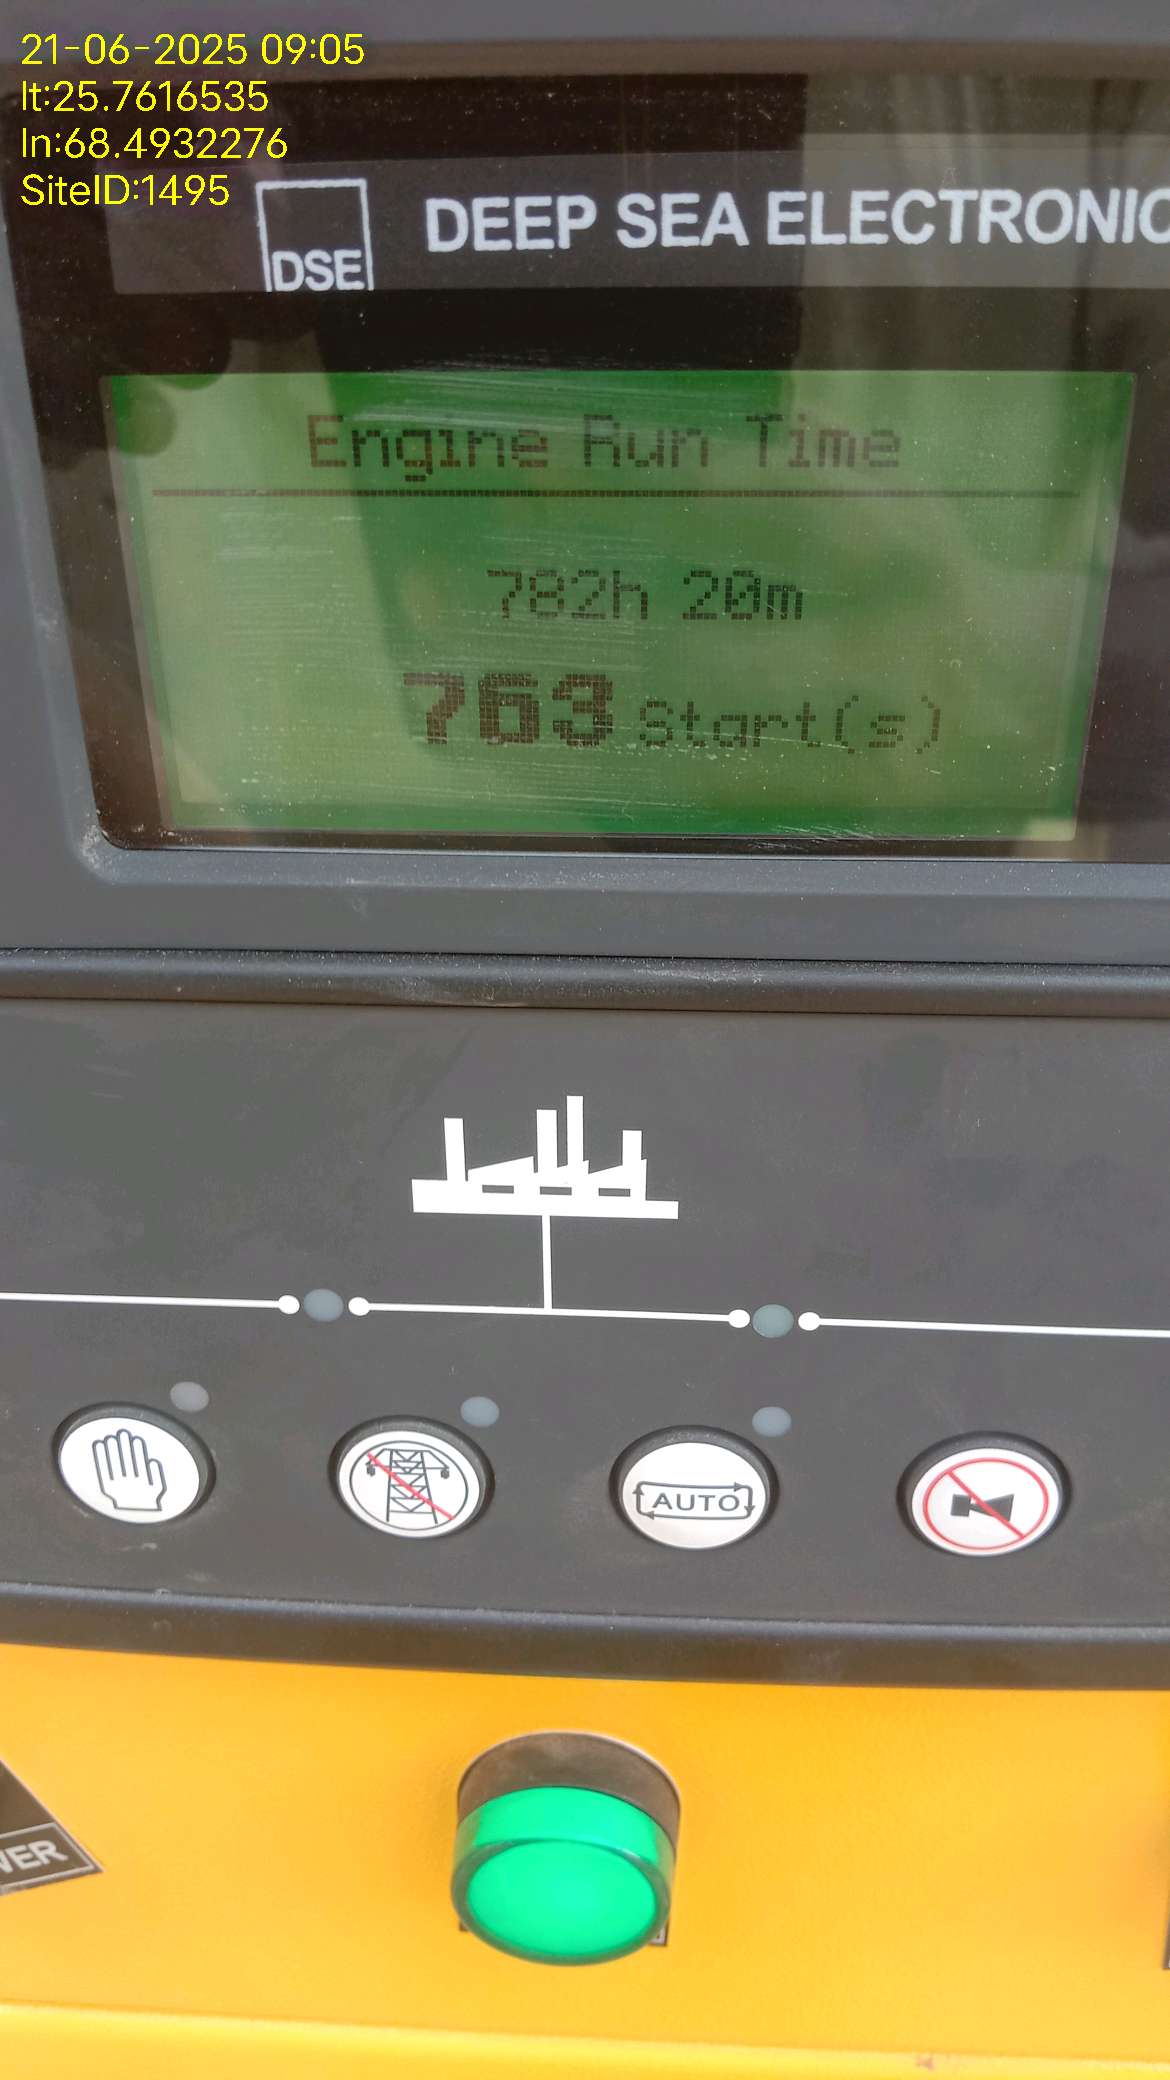 21-06-2025 09:05
lt:25.7616535
ln:68.4932276
SiteID:1495
DSE
DEEP SEA ELECTRONIC
Engine Run Time
782h 20m
763 Start(s)
AUTO